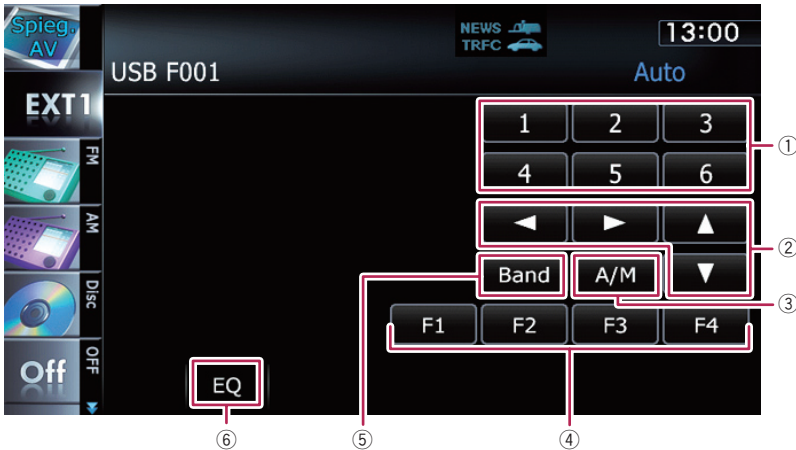 Spieg.
AV
NEWS
TRFC
13:00
USB F001
Auto
EXT1
1 2 3
①
4 5 6
FM
◄ ► ▲
②
AM
Band A/M ▼
③
Disc
F1 F2 F3 F4
Off
OFF
EQ
⑥ ⑤ ④